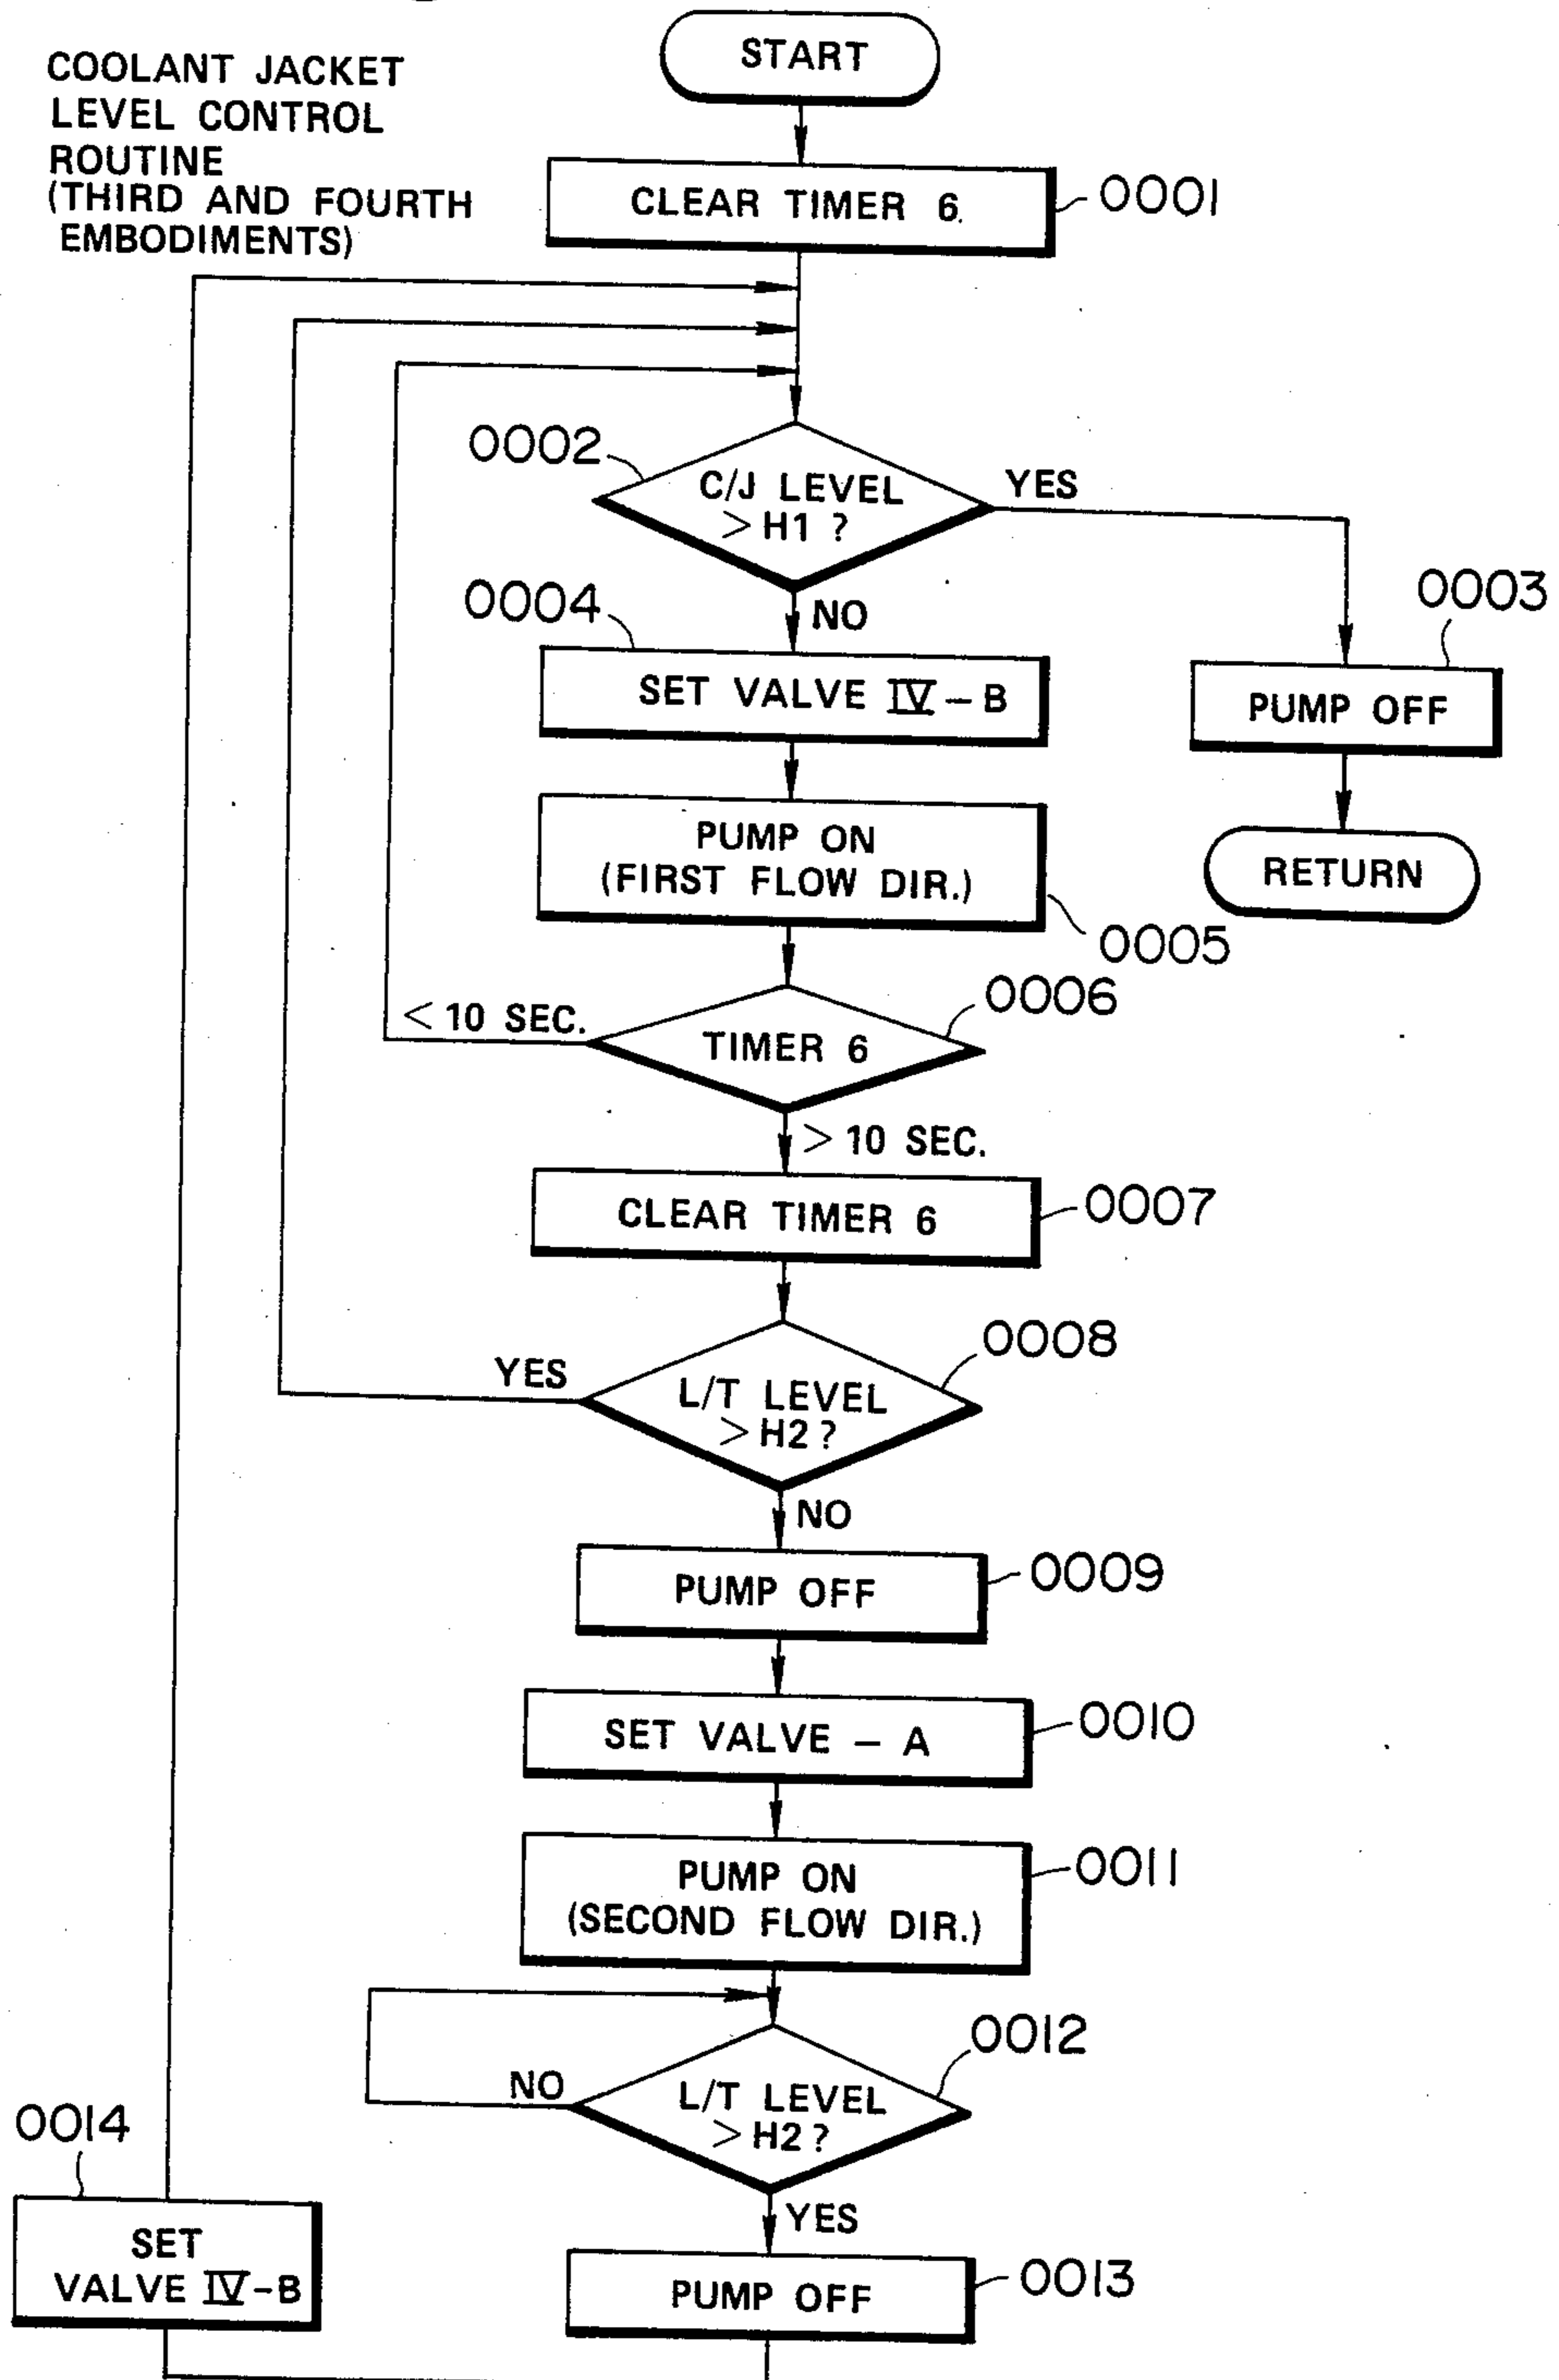 COOLANT JACKET
LEVEL CONTROL
ROUTINE
(THIRD AND FOURTH
EMBODIMENTS)
START
CLEAR TIMER 6.
0001
0002
C/J LEVEL
> H1 ?
YES
NO
0003
PUMP OFF
RETURN
0004
SET VALVE IV - B
PUMP ON
(FIRST FLOW DIR.)
0005
0006
< 10 SEC.
TIMER 6
> 10 SEC.
CLEAR TIMER 6
0007
0008
YES
L/T LEVEL
> H2 ?
NO
PUMP OFF
0009
SET VALVE - A
0010
PUMP ON
(SECOND FLOW DIR.)
0011
0012
NO
L/T LEVEL
> H2 ?
YES
0014
SET
VALVE IV - B
PUMP OFF
0013